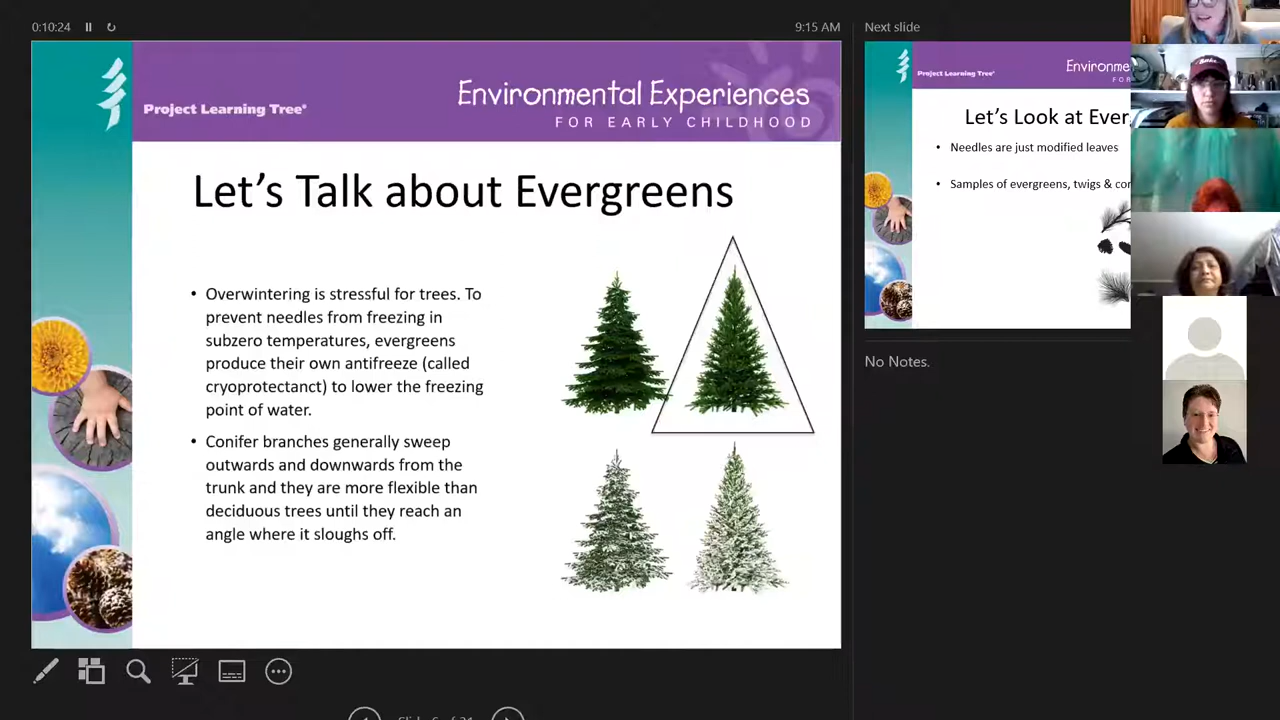 0:10:24
9:15 AM
Project Learning Tree®
Environmental Experiences
FOR EARLY CHILDHOOD
Let's Talk about Evergreens
• Overwintering is stressful for trees. To
prevent needles from freezing in
subzero temperatures, evergreens
produce their own antifreeze (called
cryoprotectanct) to lower the freezing
point of water.
• Conifer branches generally sweep
outwards and downwards from the
trunk and they are more flexible than
deciduous trees until they reach an
angle where it sloughs off.
Next slide
Project Learning Tree®
Environme
FOR
Let's Look at Ever
• Needles are just modified leaves
• Samples of evergreens, twigs & co
No Notes.